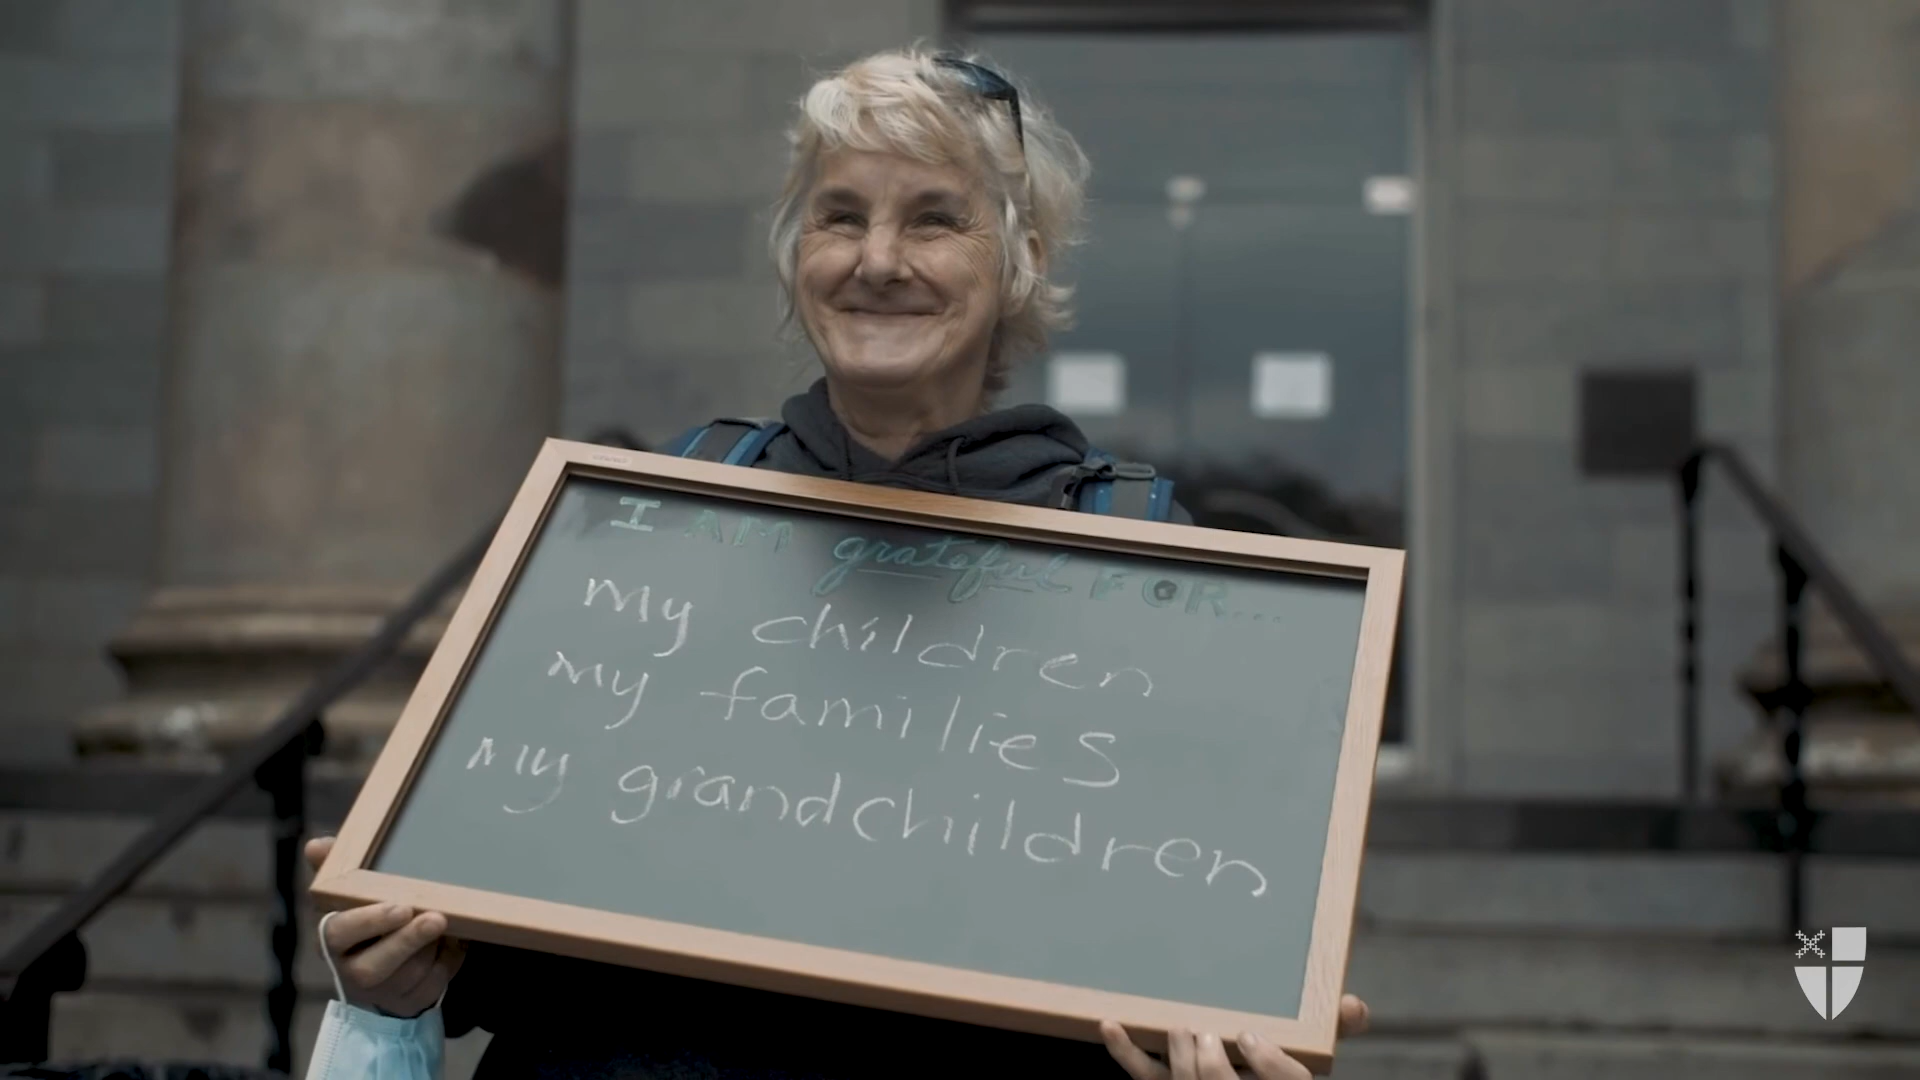 I AM grateful FOR....
my children
my families
my grandchildren